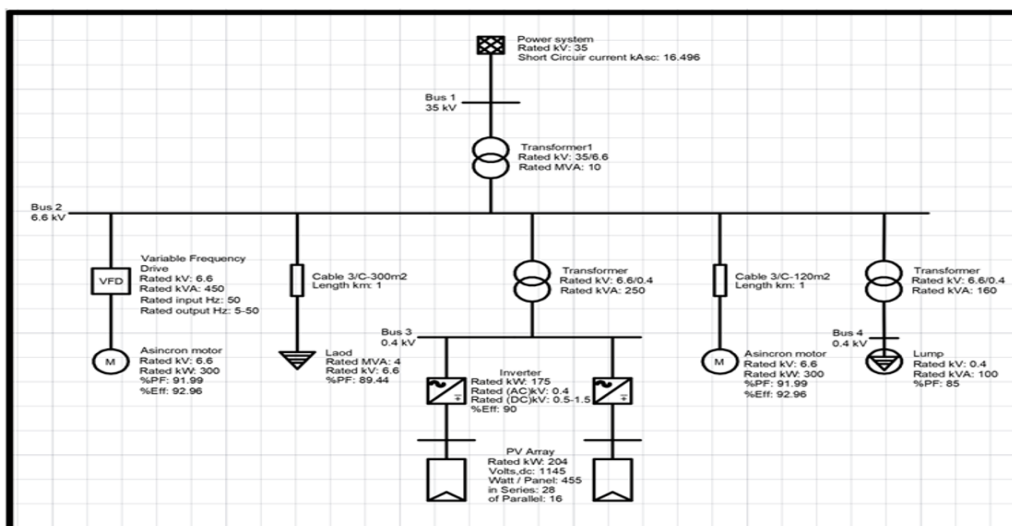 Power system
Rated kV: 35
Short Circuir current kAsc: 16.496
Bus 1
35 kV
Transformer1
Rated kV: 35/6.6
Rated MVA: 10
Bus 2
6.6 kV
VFD
Variable Frequency
Drive
Rated kV: 6.6
Rated kVA: 450
Rated input Hz: 50
Rated output Hz: 5-50
Cable 3/C-300m2
Length km: 1
Transformer
Rated kV: 6.6/0.4
Rated kVA: 250
Cable 3/C-120m2
Length km: 1
Transformer
Rated kV: 6.6/0.4
Rated kVA: 160
M
Asincron motor
Rated kV: 6.6
Rated kW: 300
%PF: 91.99
%Eff: 92.96
Laod
Rated MVA: 4
Rated kV: 6.6
%PF: 89.44
Bus 3
0.4 kV
Inverter
Rated kW: 175
Rated (AC)kV: 0.4
Rated (DC)kV: 0.5-1.5
%Eff: 90
PV Array
Rated kW: 204
Volts,dc: 1145
Watt / Panel: 455
in Series: 28
of Parallel: 16
M
Asincron motor
Rated kV: 6.6
Rated kW: 300
%PF: 91.99
%Eff: 92.96
Bus 4
0.4 kV
Lump
Rated kV: 0.4
Rated kVA: 100
%PF: 85